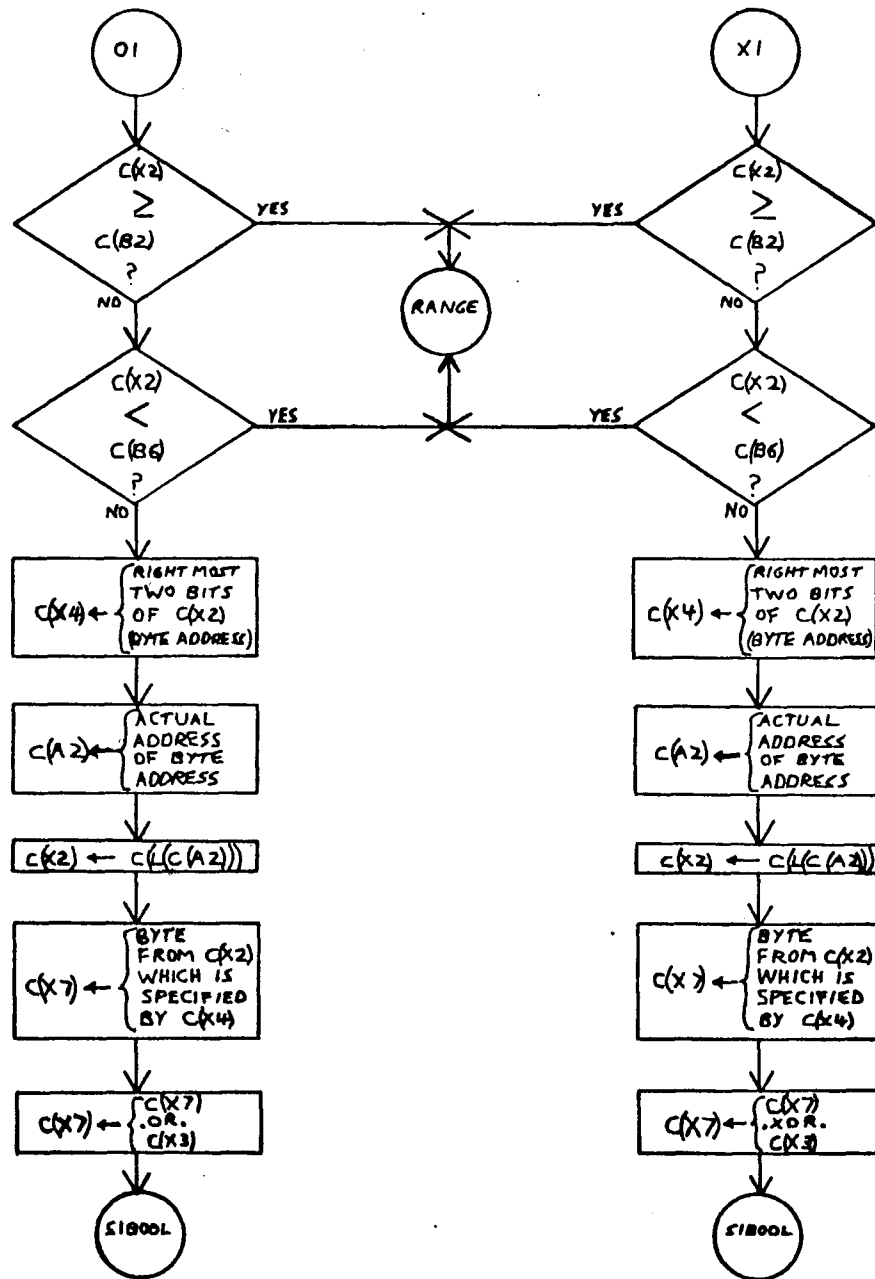 O1
C(X2)
≥
C(B2)
?
YES
NO
C(X2)
<
C(B6)
?
YES
NO
C(X4) ← { RIGHT MOST
TWO BITS
OF C(X2)
(BYTE ADDRESS)
C(A2) ← { ACTUAL
ADDRESS
OF BYTE
ADDRESS
C(X2) ← C(L(C(A2)))
C(X7) ← { BYTE
FROM C(X2)
WHICH IS
SPECIFIED
BY C(X4)
C(X7) ← { C(X7)
.OR.
C(X3)
SIBOOL
RANGE
X1
C(X2)
≥
C(B2)
?
YES
NO
C(X2)
<
C(B6)
?
YES
NO
C(X4) ← { RIGHT MOST
TWO BITS
OF C(X2)
(BYTE ADDRESS)
C(A2) ← { ACTUAL
ADDRESS
OF BYTE
ADDRESS
C(X2) ← C(L(C(A2)))
C(X7) ← { BYTE
FROM C(X2)
WHICH IS
SPECIFIED
BY C(X4)
C(X7) ← { C(X7)
.XOR.
C(X3)
SIBOOL